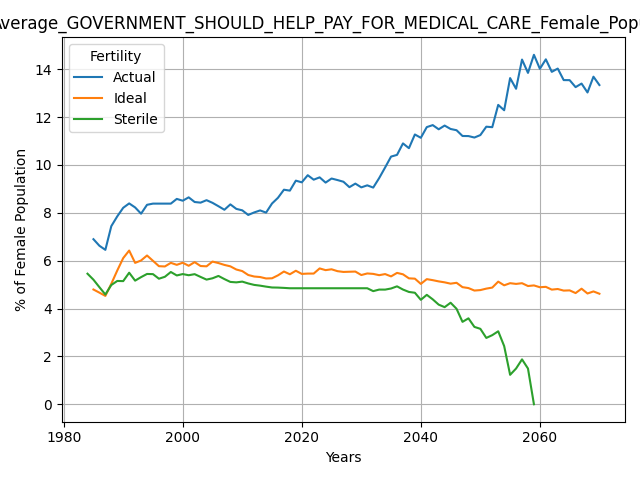 Average_GOVERNMENT_SHOULD_HELP_PAY_FOR_MEDICAL_CARE_Female_Popu
Fertility
Actual
Ideal
Sterile
14
12
10
8
6
4
2
0
% of Female Population
1980
2000
2020
2040
2060
Years